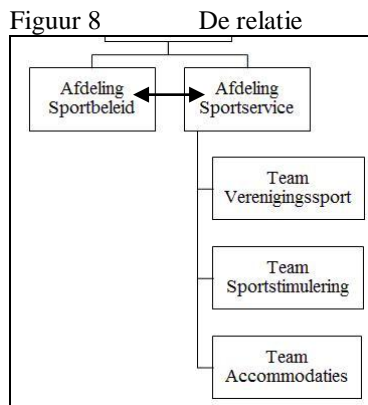 Figuur 8 De relatie
Afdeling
Sportbeleid
Afdeling
Sportservice
Team
Verenigingssport
Team
Sportstimulering
Team
Accommodaties